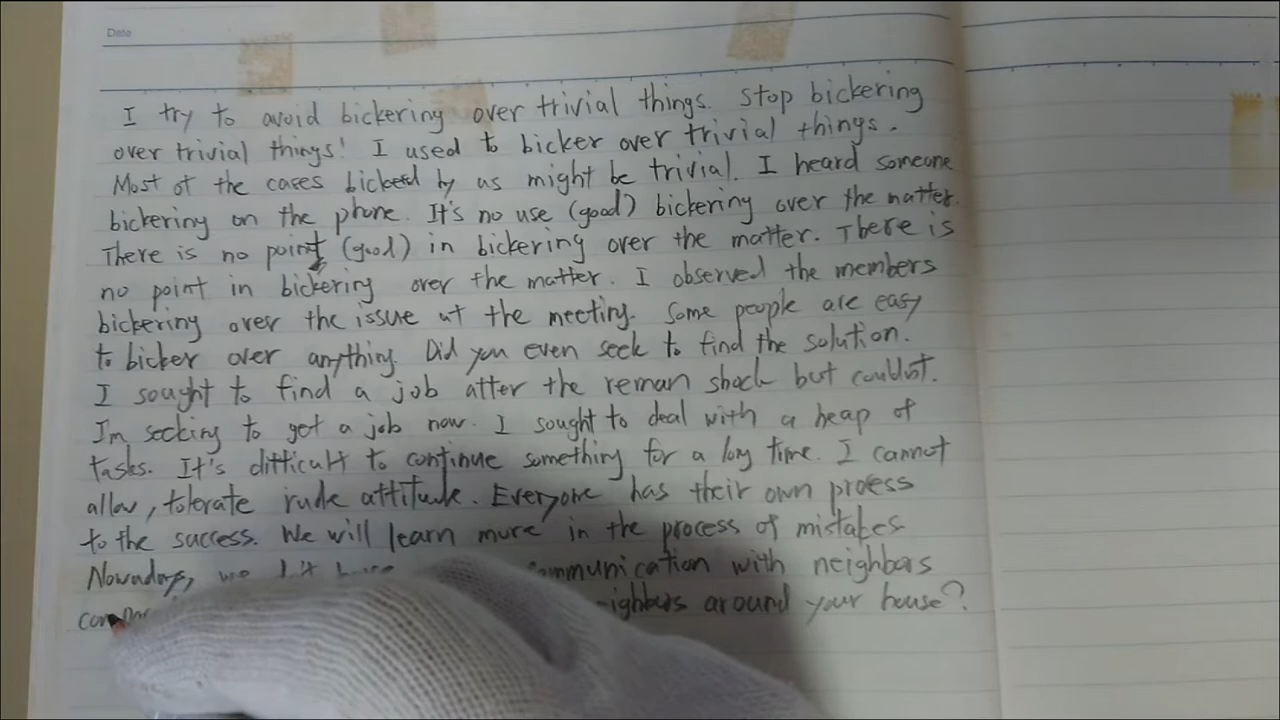 Date
I try to avoid bickering over trivial things. Stop bickering
over trivial things! I used to bicker over trivial things.
Most of the cases bickeed by us might be trivial. I heard someone
bickering on the phone. It's no use (good) bickering over the matter.
There is no point (good) in bickering over the matter. There is
no point in bickering over the matter. I observed the members
bickering over the issue at the meeting. Some people are easy
to bicker over anything. Did you even seek to find the solution.
I sought to find a job after the reman shock but couldn't.
I'm seeking to get a job now. I sought to deal with a heap of
tasks. It's difficult to continue something for a long time. I cannot
allow, tolerate rude attitude. Everyone has their own process
to the success. We will learn more in the process of mistakes
Nowadays, we with neighbors
around your house?